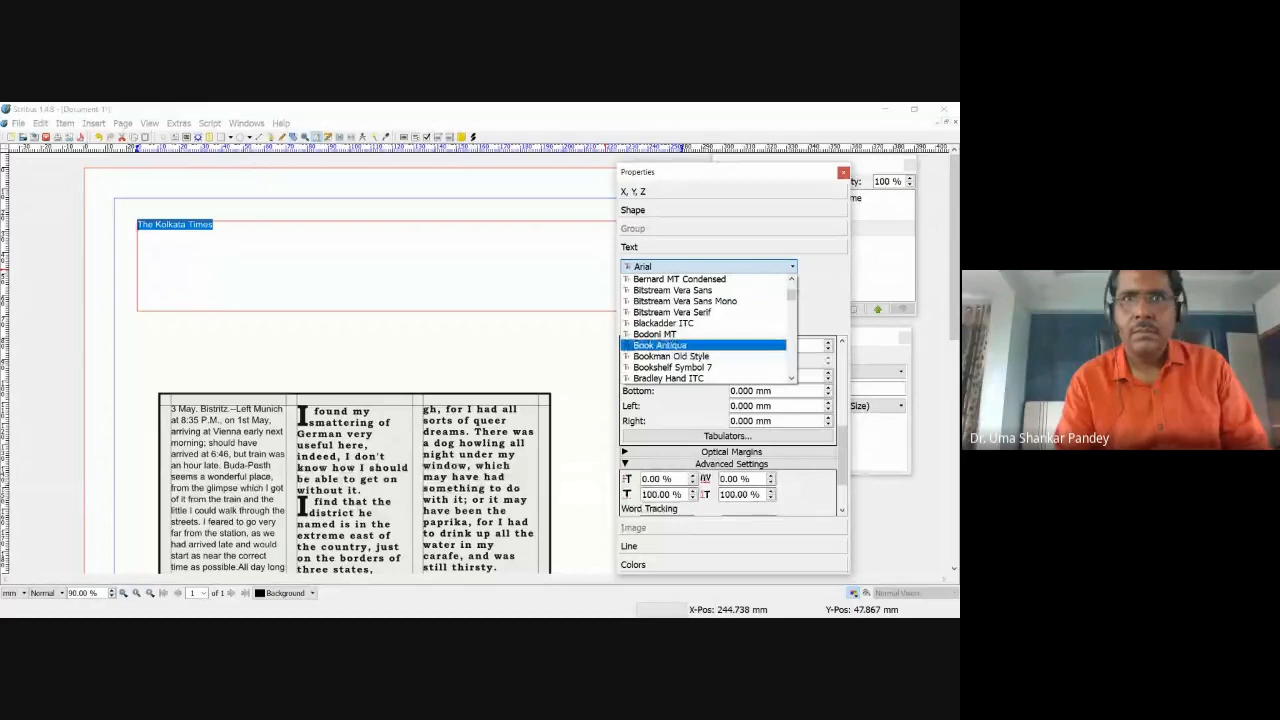 Scribus 1.4.8 - [Document-1*]
File Edit Item Insert Page View Extras Script Windows Help
The Kolkata Times
Properties
X, Y, Z
Shape
Group
Text
Arial
Bernard MT Condensed
Bitstream Vera Sans
Bitstream Vera Sans Mono
Bitstream Vera Serif
Blackadder ITC
Bodoni MT
Book Antiqua
Bookman Old Style
Bookshelf Symbol 7
Bradley Hand ITC
Bottom: 0.000 mm
Left: 0.000 mm
Right: 0.000 mm
Tabulators...
Optical Margins
Advanced Settings
0.00 % 0.00 %
100.00 % 100.00 %
Word Tracking
Image
Line
Colors
ty: 100 %
me
Size)
3 May. Bistritz.--Left Munich
at 8:35 P.M., on 1st May,
arriving at Vienna early next
morning; should have
arrived at 6:46, but train was
an hour late. Buda-Pesth
seems a wonderful place,
from the glimpse which I got
of it from the train and the
little I could walk through the
streets. I feared to go very
far from the station, as we
had arrived late and would
start as near the correct
time as possible.All day long
I found my
smattering of
German very
useful here,
indeed, I don't
know how I should
be able to get on
without it.
I find that the
district he
named is in the
extreme east of
the country, just
on the borders of
three states,
gh, for I had all
sorts of queer
dreams. There was
a dog howling all
night under my
window, which
may have had
something to do
with it; or it may
have been the
paprika, for I had
to drink up all the
water in my
carafe, and was
still thirsty.
mm Normal 90.00 % 1 of 1 Background Normal Vision
X-Pos: 244.738 mm Y-Pos: 47.867 mm
Dr. Uma Shankar Pandey